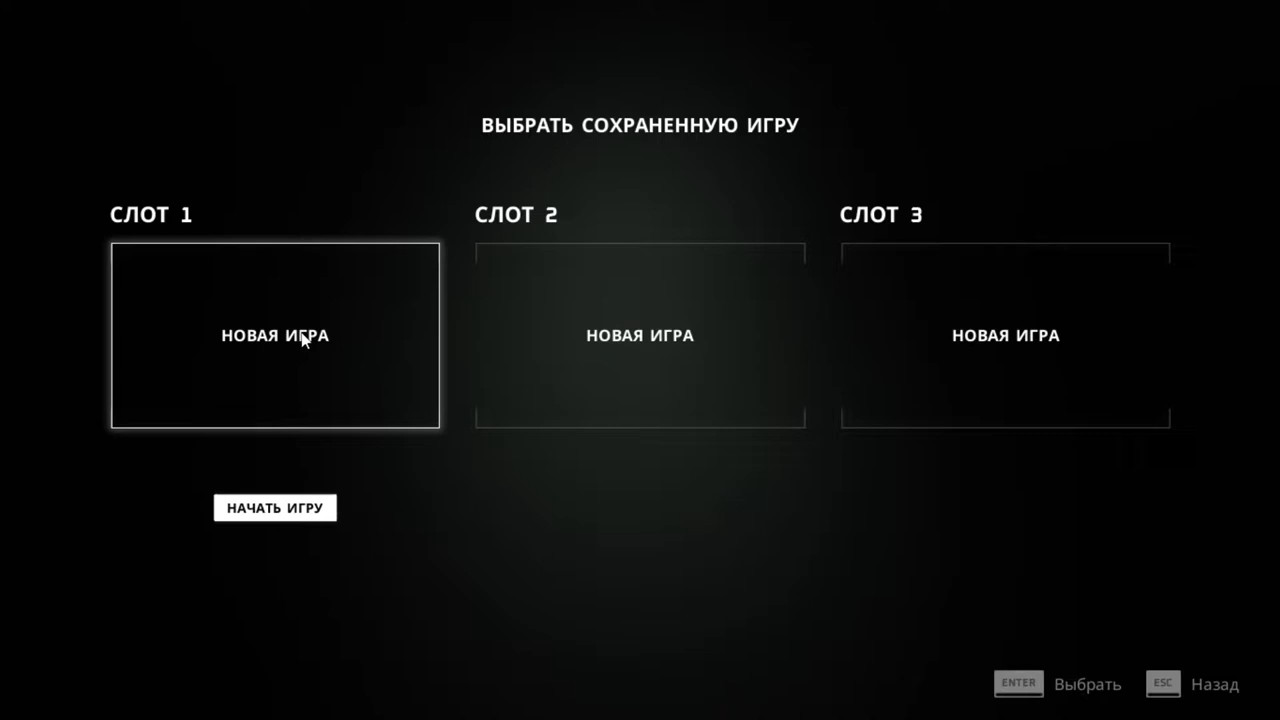 ВЫБРАТЬ СОХРАНЕННУЮ ИГРУ
СЛОТ 1
СЛОТ 2
СЛОТ 3
НОВАЯ ИГРА
НОВАЯ ИГРА
НОВАЯ ИГРА
НАЧАТЬ ИГРУ
ENTER Выбрать ESC Назад